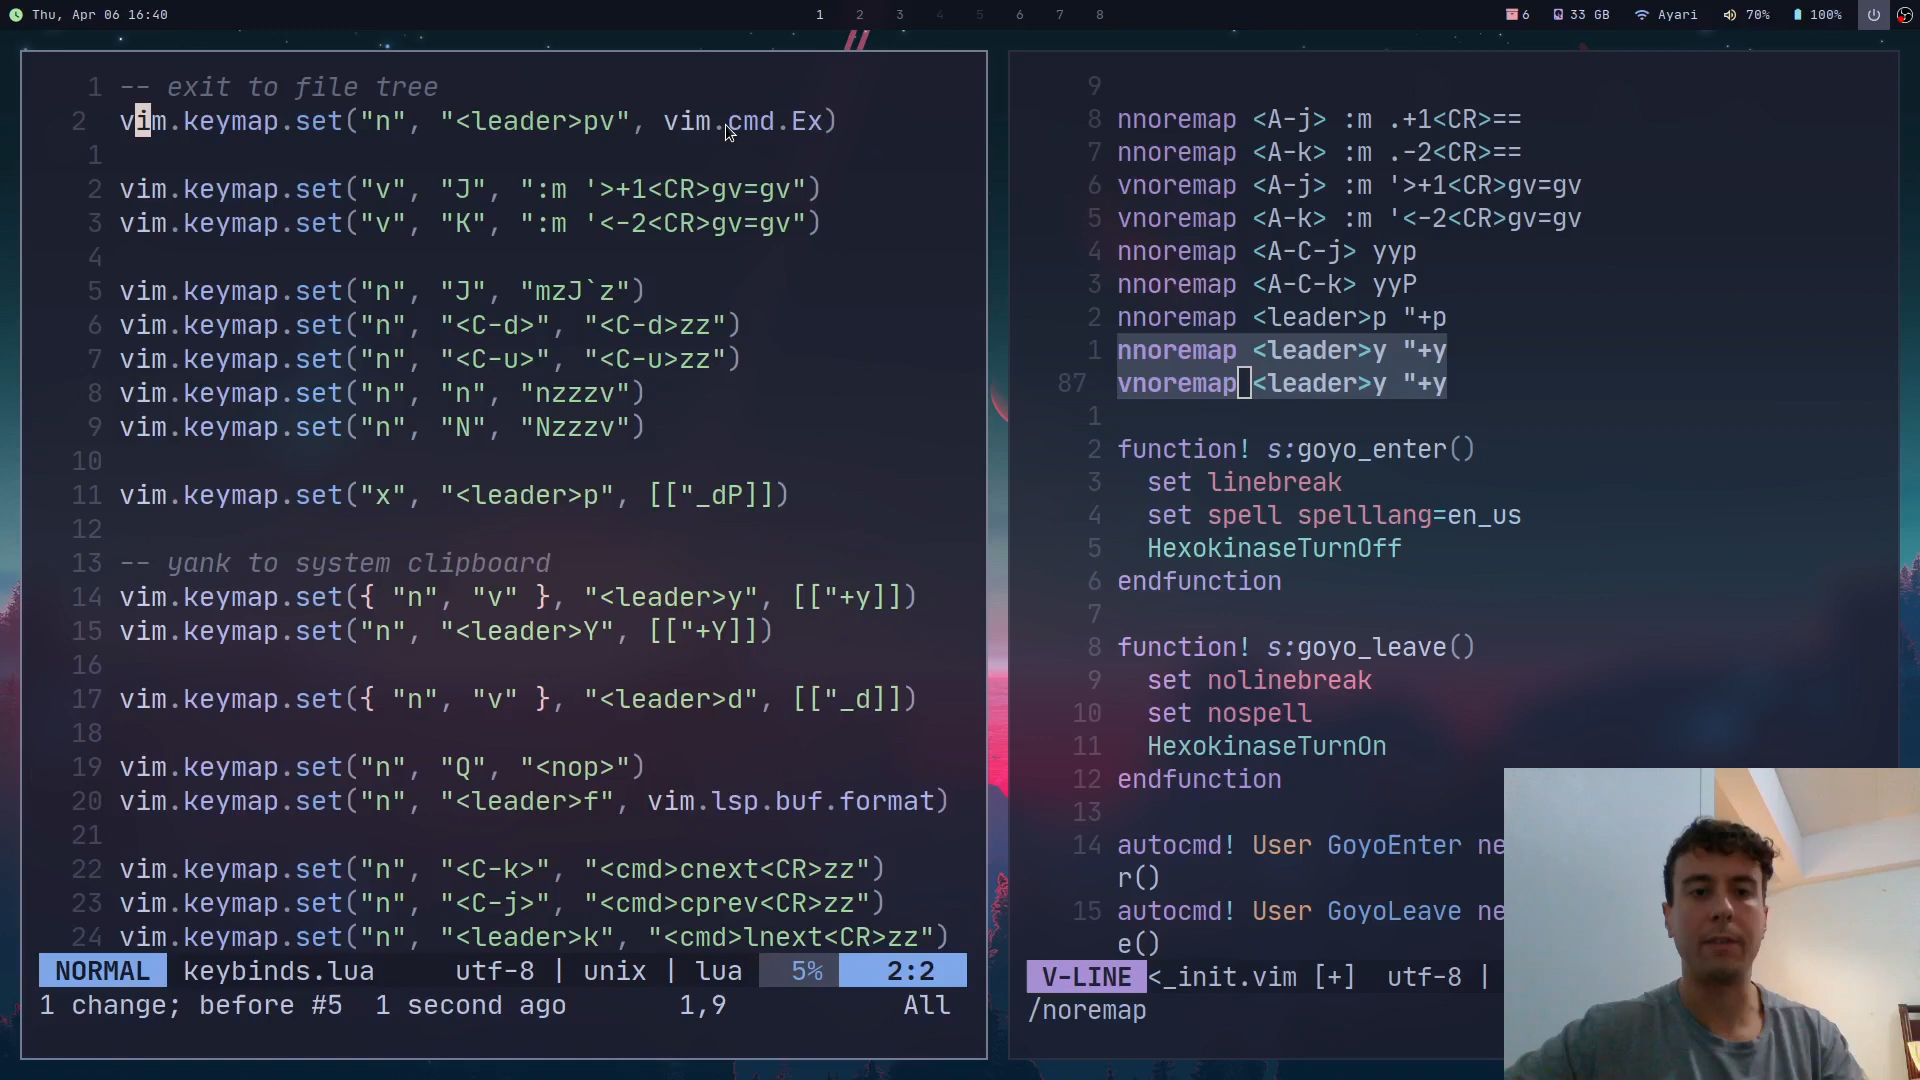 Thu, Apr 06 16:40
1 2 3 4 5 6 7 8
6 33 GB Ayari 70% 100%
1 -- exit to file tree
2 vim.keymap.set("n", "<leader>pv", vim.cmd.Ex)
1
2 vim.keymap.set("v", "J", ":m '>+1<CR>gv=gv")
3 vim.keymap.set("v", "K", ":m '<-2<CR>gv=gv")
4
5 vim.keymap.set("n", "J", "mzJ`z")
6 vim.keymap.set("n", "<C-d>", "<C-d>zz")
7 vim.keymap.set("n", "<C-u>", "<C-u>zz")
8 vim.keymap.set("n", "n", "nzzzv")
9 vim.keymap.set("n", "N", "Nzzzv")
10
11 vim.keymap.set("x", "<leader>p", [["_dP]])
12
13 -- yank to system clipboard
14 vim.keymap.set({ "n", "v" }, "<leader>y", [["+y]])
15 vim.keymap.set("n", "<leader>Y", [["+Y]])
16
17 vim.keymap.set({ "n", "v" }, "<leader>d", [["_d]])
18
19 vim.keymap.set("n", "Q", "<nop>")
20 vim.keymap.set("n", "<leader>f", vim.lsp.buf.format)
21
22 vim.keymap.set("n", "<C-k>", "<cmd>cnext<CR>zz")
23 vim.keymap.set("n", "<C-j>", "<cmd>cprev<CR>zz")
24 vim.keymap.set("n", "<leader>k", "<cmd>lnext<CR>zz")
NORMAL keybinds.lua utf-8 | unix | lua 5% 2:2
1 change; before #5 1 second ago 1,9 All
9
8 nnoremap <A-j> :m .+1<CR>==
7 nnoremap <A-k> :m .-2<CR>==
6 vnoremap <A-j> :m '>+1<CR>gv=gv
5 vnoremap <A-k> :m '<-2<CR>gv=gv
4 nnoremap <A-C-j> yyp
3 nnoremap <A-C-k> yyP
2 nnoremap <leader>p "+p
1 nnoremap <leader>y "+y
87 vnoremap <leader>y "+y
1
2 function! s:goyo_enter()
3 set linebreak
4 set spell spelllang=en_us
5 HexokinaseTurnOff
6 endfunction
7
8 function! s:goyo_leave()
9 set nolinebreak
10 set nospell
11 HexokinaseTurnOn
12 endfunction
13
14 autocmd! User GoyoEnter ne
r()
15 autocmd! User GoyoLeave ne
e()
V-LINE <_init.vim [+] utf-8 |
/noremap